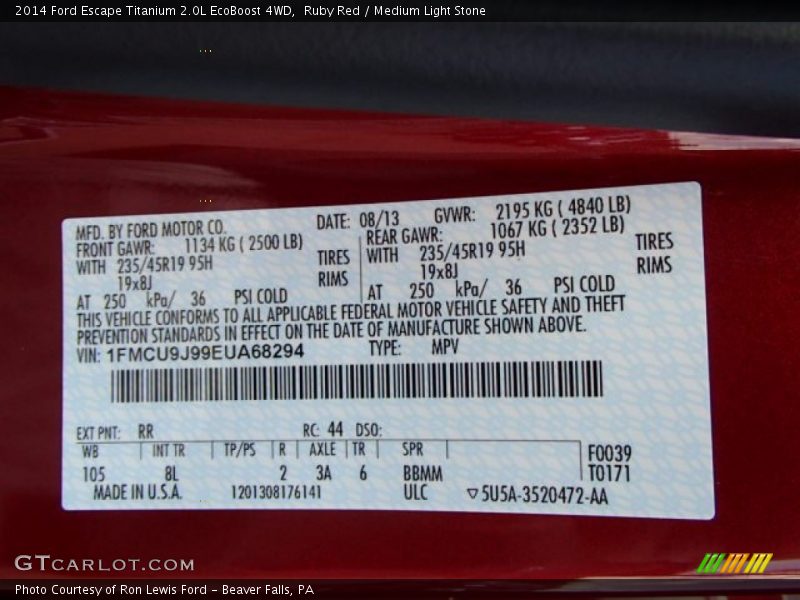 2014 Ford Escape Titanium 2.0L EcoBoost 4WD,  Ruby Red / Medium Light Stone
MFD. BY FORD MOTOR CO. DATE: 08/13 GVWR: 2195 KG ( 4840 LB)
FRONT GAWR: 1134 KG ( 2500 LB) REAR GAWR: 1067 KG ( 2352 LB)
WITH 235/45R19 95H TIRES WITH 235/45R19 95H TIRES
19x8J RIMS 19x8J RIMS
AT 250 kPa/ 36 PSI COLD AT 250 kPa/ 36 PSI COLD
THIS VEHICLE CONFORMS TO ALL APPLICABLE FEDERAL MOTOR VEHICLE SAFETY AND THEFT
PREVENTION STANDARDS IN EFFECT ON THE DATE OF MANUFACTURE SHOWN ABOVE.
VIN: 1FMCU9J99EUA68294 TYPE: MPV
EXT PNT: RR RC: 44 DSO:
WB INT TR TP/PS R AXLE TR SPR F0039
105 8L 2 3A 6 BBMM T0171
MADE IN U.S.A. 1201308176141 ULC ▽5U5A-3520472-AA
GTCARLOT.COM
Photo Courtesy of Ron Lewis Ford – Beaver Falls, PA